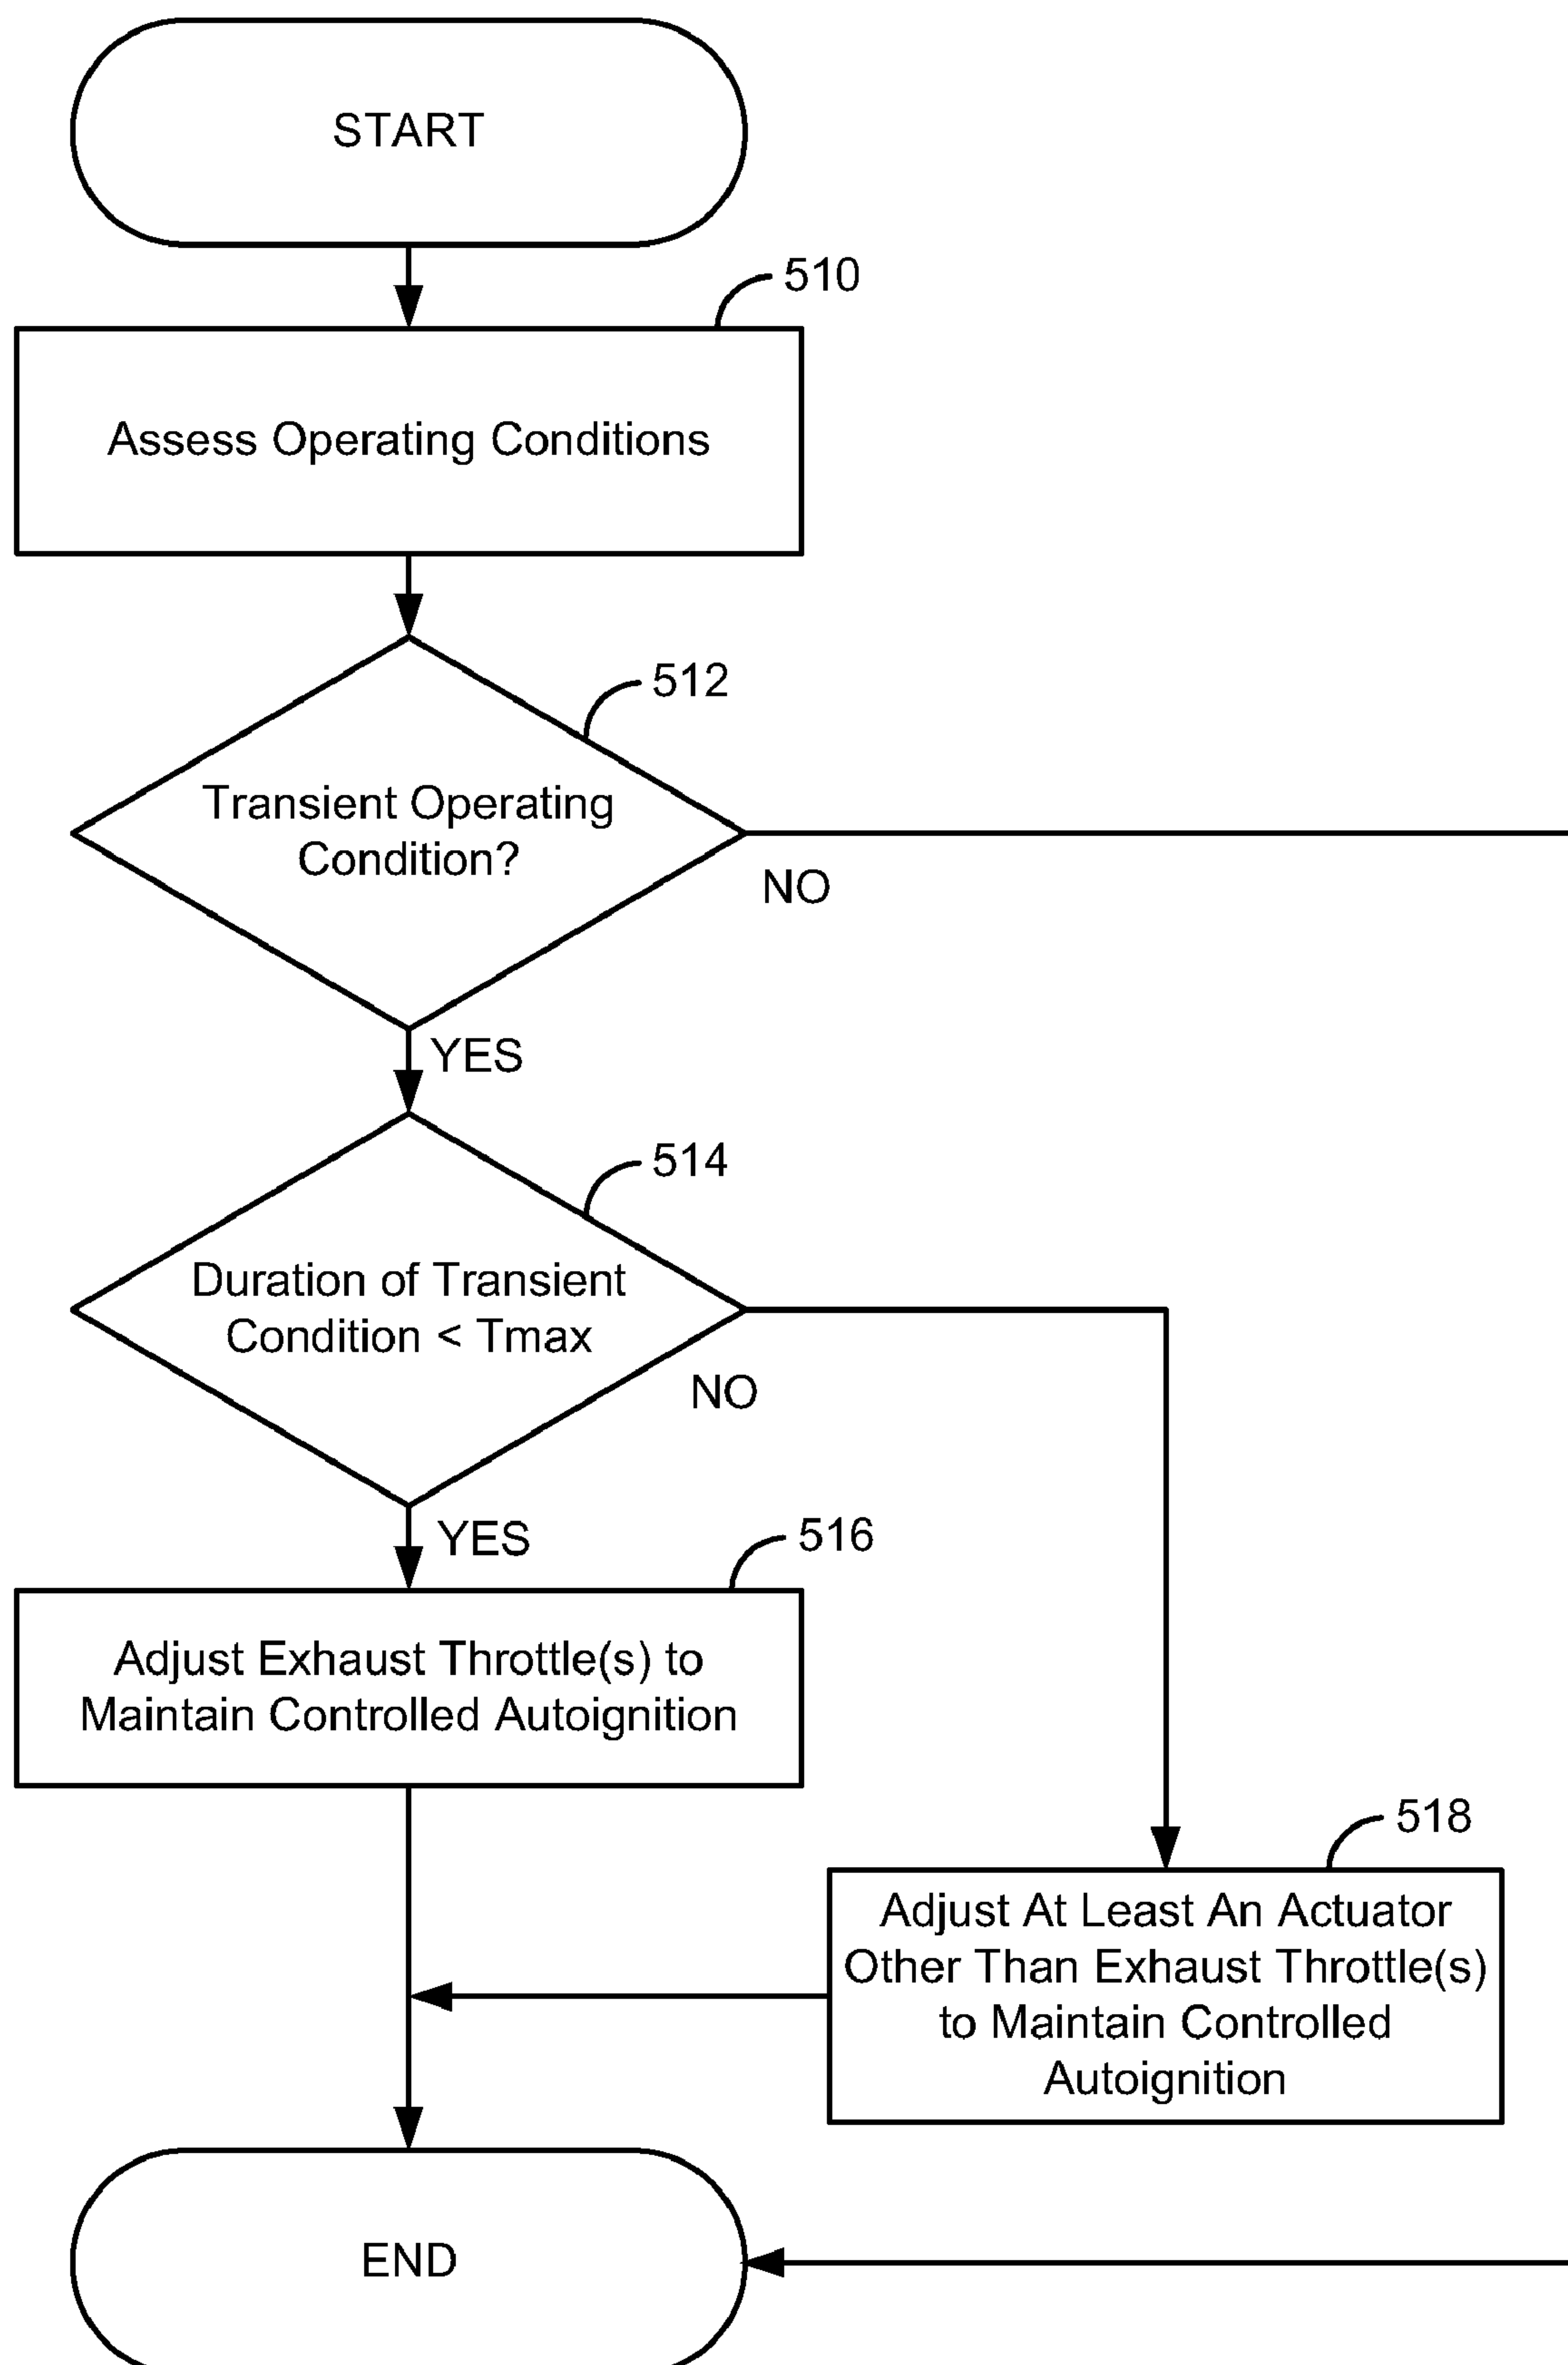 START
510
Assess Operating Conditions
512
Transient Operating
Condition?
NO
YES
514
Duration of Transient
Condition < Tmax
NO
YES
516
Adjust Exhaust Throttle(s) to
Maintain Controlled Autoignition
518
Adjust At Least An Actuator
Other Than Exhaust Throttle(s)
to Maintain Controlled
Autoignition
END